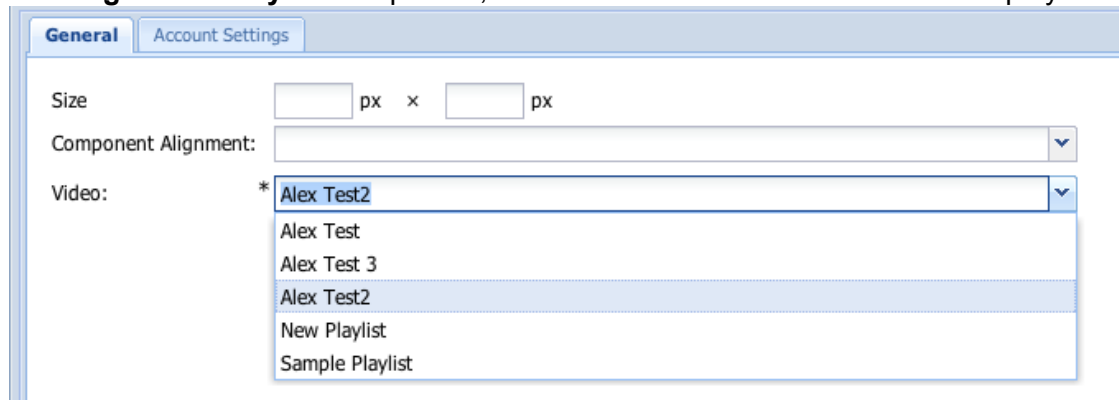 General Account Settings
Size px × px
Component Alignment:
Video: * Alex Test2
Alex Test
Alex Test 3
Alex Test2
New Playlist
Sample Playlist